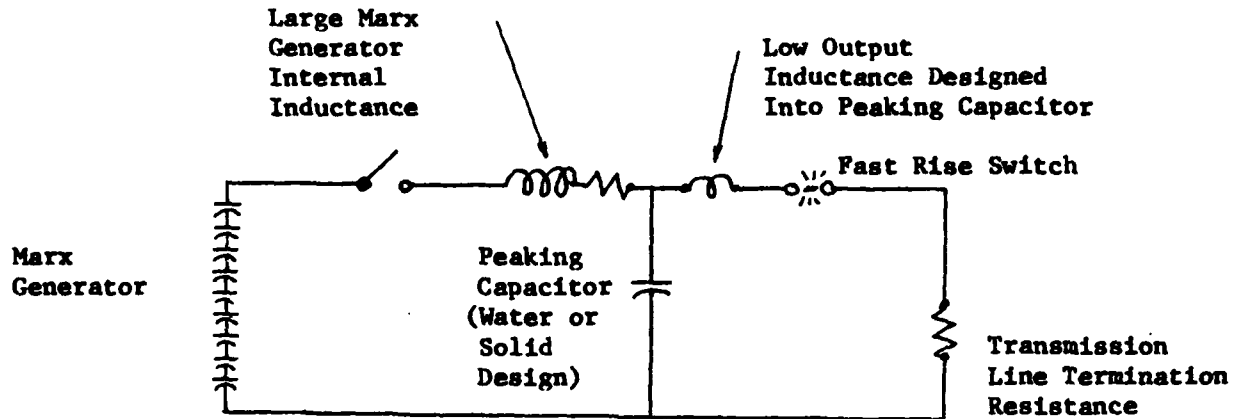 Large Marx
Generator
Internal
Inductance
Low Output
Inductance Designed
Into Peaking Capacitor
Fast Rise Switch
Marx
Generator
Peaking
Capacitor
(Water or
Solid
Design)
Transmission
Line Termination
Resistance